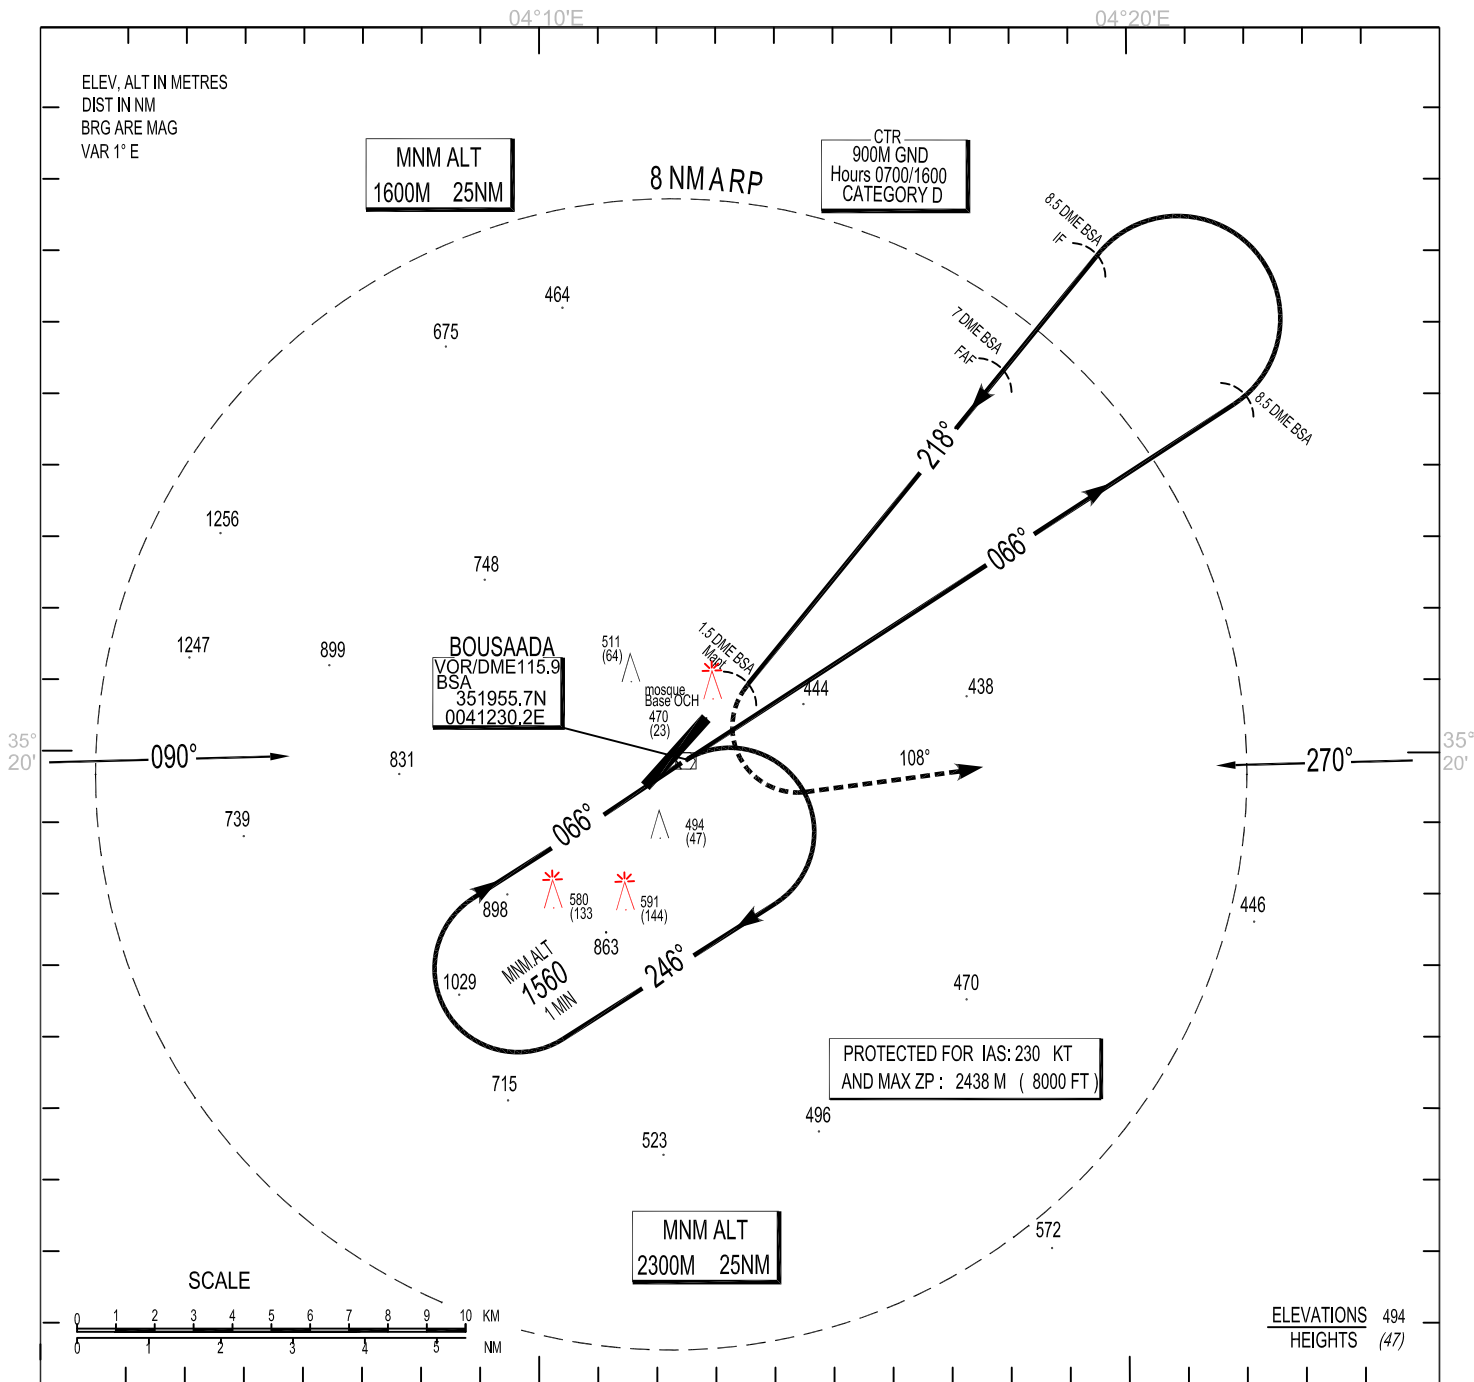 04°10'E
04°20'E
ELEV, ALT IN METRES
DIST IN NM
BRG ARE MAG
VAR 1° E
MNM ALT
1600M 25NM
8 NM ARP
CTR
900M GND
Hours 0700/1600
CATEGORY D
8.5 DME BSA
IF
7 DME BSA
FAF
8.5 DME BSA
218°
066°
464
675
1256
748
1247
899
BOUSAADA
VOR/DME115.9
BSA
351955.7N
0041230.2E
511
(64)
1.5 DME BSA
Mapt
mosque
Base OCH
470
(23)
444
438
35°
20'
090°
831
108°
270°
35°
20'
739
066°
494
(47)
898
580
(133
591
(144)
863
446
MNM.ALT
1560
1 MIN
246°
1029
470
PROTECTED FOR IAS: 230 KT
AND MAX ZP : 2438 M ( 8000 FT )
715
496
523
MNM ALT
2300M 25NM
572
SCALE
0 1 2 3 4 5 6 7 8 9 10 KM
0 1 2 3 4 5 NM
ELEVATIONS 494
HEIGHTS (47)